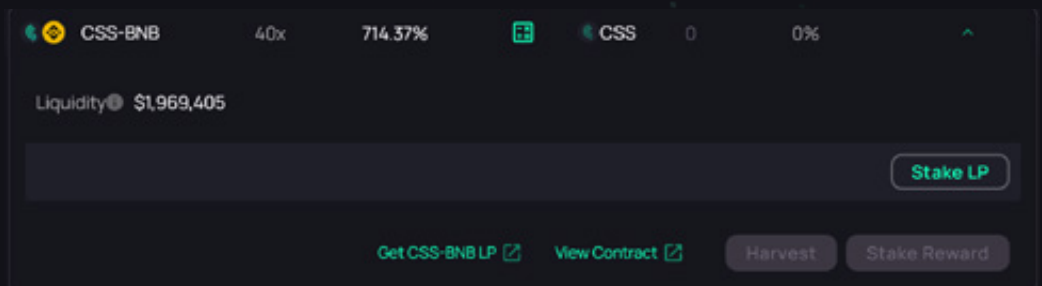 CSS-BNB 40x 714.37% CSS 0 0%
Liquidity $1,969,405
Stake LP
Get CSS-BNB LP View Contract Harvest Stake Reward